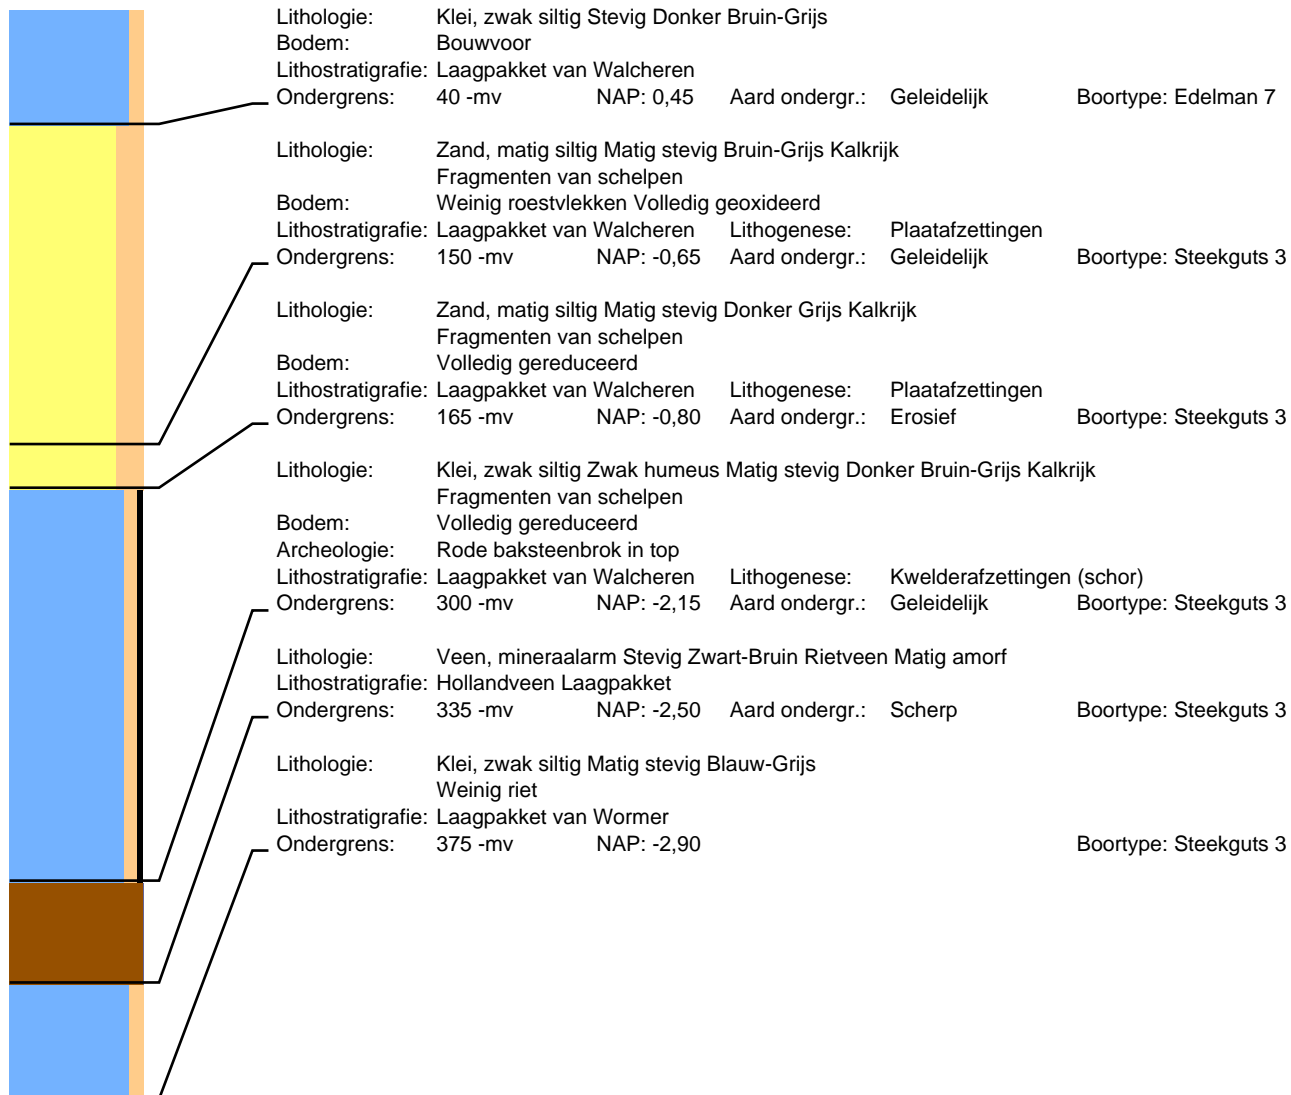 Lithologie: Klei, zwak siltig Stevig Donker Bruin-Grijs
Bodem: Bouwvoor
Lithostratigrafie: Laagpakket van Walcheren
Ondergrens: 40 -mv NAP: 0,45 Aard ondergr.: Geleidelijk Boortype: Edelman 7
Lithologie: Zand, matig siltig Matig stevig Bruin-Grijs Kalkrijk
Fragmenten van schelpen
Bodem: Weinig roestvlekken Volledig geoxideerd
Lithostratigrafie: Laagpakket van Walcheren Lithogenese: Plaatafzettingen
Ondergrens: 150 -mv NAP: -0,65 Aard ondergr.: Geleidelijk Boortype: Steekguts 3
Lithologie: Zand, matig siltig Matig stevig Donker Grijs Kalkrijk
Fragmenten van schelpen
Bodem: Volledig gereduceerd
Lithostratigrafie: Laagpakket van Walcheren Lithogenese: Plaatafzettingen
Ondergrens: 165 -mv NAP: -0,80 Aard ondergr.: Erosief Boortype: Steekguts 3
Lithologie: Klei, zwak siltig Zwak humeus Matig stevig Donker Bruin-Grijs Kalkrijk
Fragmenten van schelpen
Bodem: Volledig gereduceerd
Archeologie: Rode baksteenbrok in top
Lithostratigrafie: Laagpakket van Walcheren Lithogenese: Kwelderafzettingen (schor)
Ondergrens: 300 -mv NAP: -2,15 Aard ondergr.: Geleidelijk Boortype: Steekguts 3
Lithologie: Veen, mineraalarm Stevig Zwart-Bruin Rietveen Matig amorf
Lithostratigrafie: Hollandveen Laagpakket
Ondergrens: 335 -mv NAP: -2,50 Aard ondergr.: Scherp Boortype: Steekguts 3
Lithologie: Klei, zwak siltig Matig stevig Blauw-Grijs
Weinig riet
Lithostratigrafie: Laagpakket van Wormer
Ondergrens: 375 -mv NAP: -2,90 Boortype: Steekguts 3